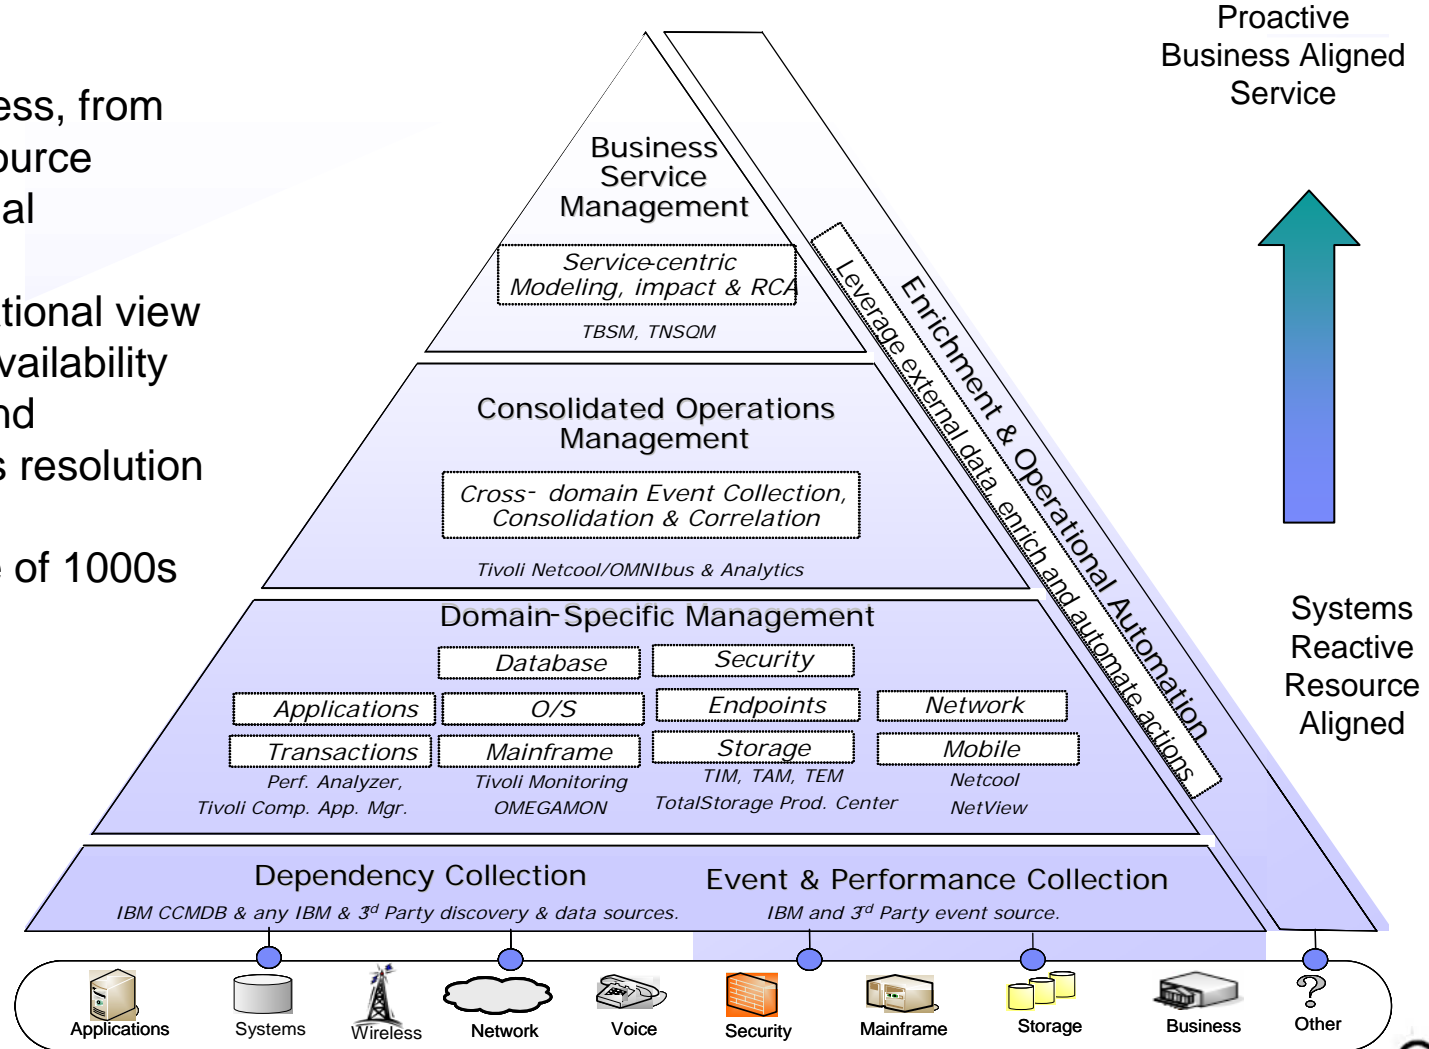 Proactive
Business Aligned
Service
ess, from
ource
al
tional view
vailability
nd
s resolution
e of 1000s
Business
Service
Management
Service-centric
Modeling, impact & RCA
TBSM, TNSQM
Consolidated Operations
Management
Cross- domain Event Collection,
Consolidation & Correlation
Tivoli Netcool/OMNIbus & Analytics
Enrichment & Operational Automation
Leverage external data, enrich and automate actions
Systems
Reactive
Resource
Aligned
Domain-Specific Management
Database
Security
Applications
O/S
Endpoints
Network
Transactions
Mainframe
Storage
Mobile
Perf. Analyzer,
Tivoli Comp. App. Mgr.
Tivoli Monitoring
OMEGAMON
TIM, TAM, TEM
TotalStorage Prod. Center
Netcool
NetView
Dependency Collection
IBM CCMDB & any IBM & 3rd Party discovery & data sources.
Event & Performance Collection
IBM and 3rd Party event source.
Applications
Systems
Wireless
Network
Voice
Security
Mainframe
Storage
Business
?
Other